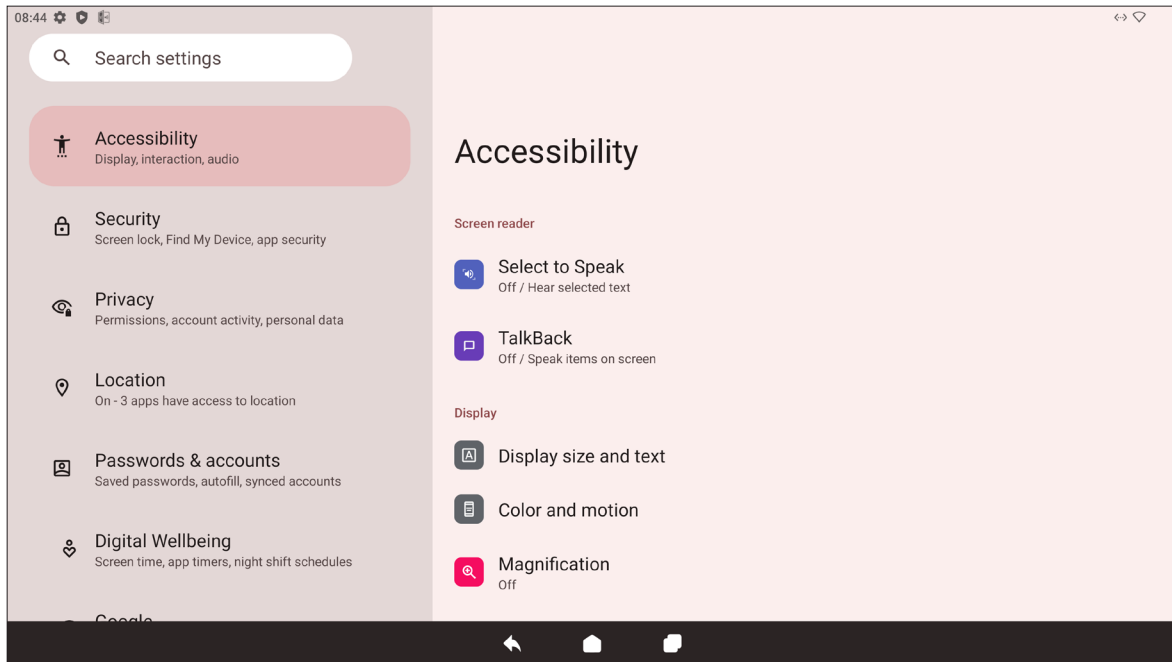 08:44
Search settings
Accessibility
Display, interaction, audio
Security
Screen lock, Find My Device, app security
Privacy
Permissions, account activity, personal data
Location
On - 3 apps have access to location
Passwords & accounts
Saved passwords, autofill, synced accounts
Digital Wellbeing
Screen time, app timers, night shift schedules
Google
Accessibility
Screen reader
Select to Speak
Off / Hear selected text
TalkBack
Off / Speak items on screen
Display
Display size and text
Color and motion
Magnification
Off